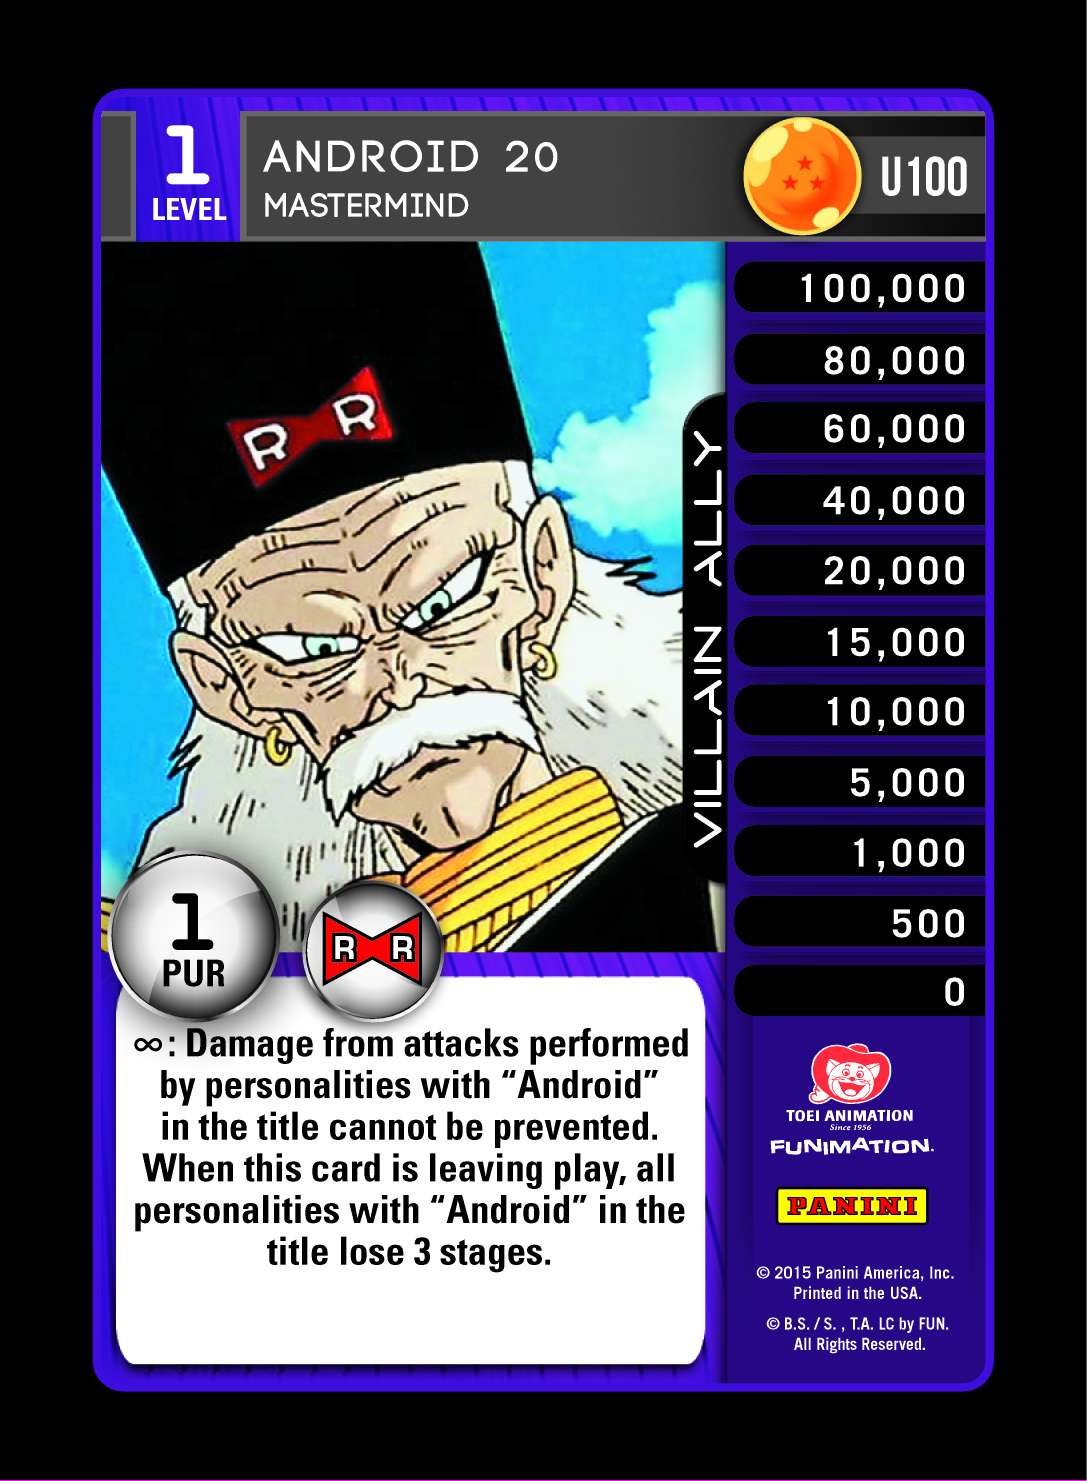 1
LEVEL
ANDROID 20
MASTERMIND
U100
R R
VILLAIN ALLY
100,000
80,000
60,000
40,000
20,000
15,000
10,000
5,000
1,000
500
0
1
PUR
R R
∞: Damage from attacks performed
by personalities with “Android”
in the title cannot be prevented.
When this card is leaving play, all
personalities with “Android” in the
title lose 3 stages.
TOEI ANIMATION
Since 1956
FUNIMATION.
PANINI
© 2015 Panini America, Inc.
Printed in the USA.
© B.S. / S. , T.A. LC by FUN.
All Rights Reserved.